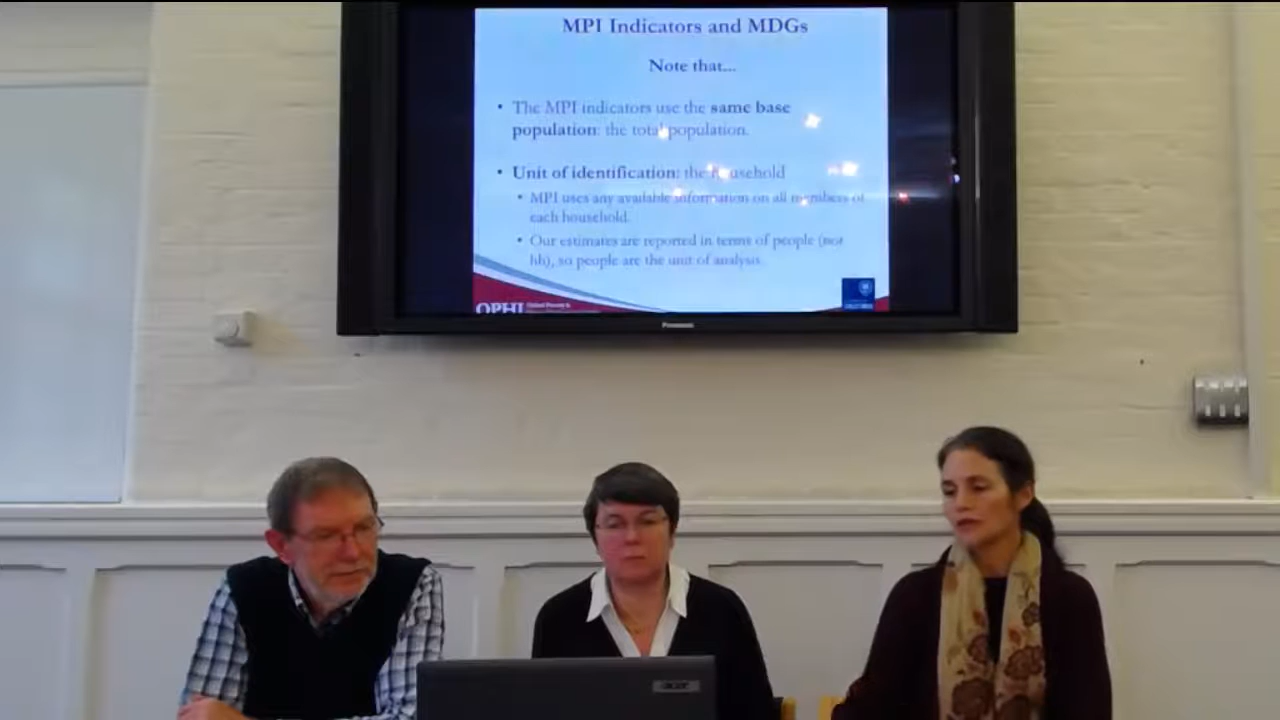 MPI Indicators and MDGs
Note that...
• The MPI indicators use the same base
population: the total population.
• Unit of identification: the household
• MPI uses any available information on all members of
each household.
• Our estimates are reported in terms of people (not
hh), so people are the unit of analysis.
OPHI
Panasonic
acer